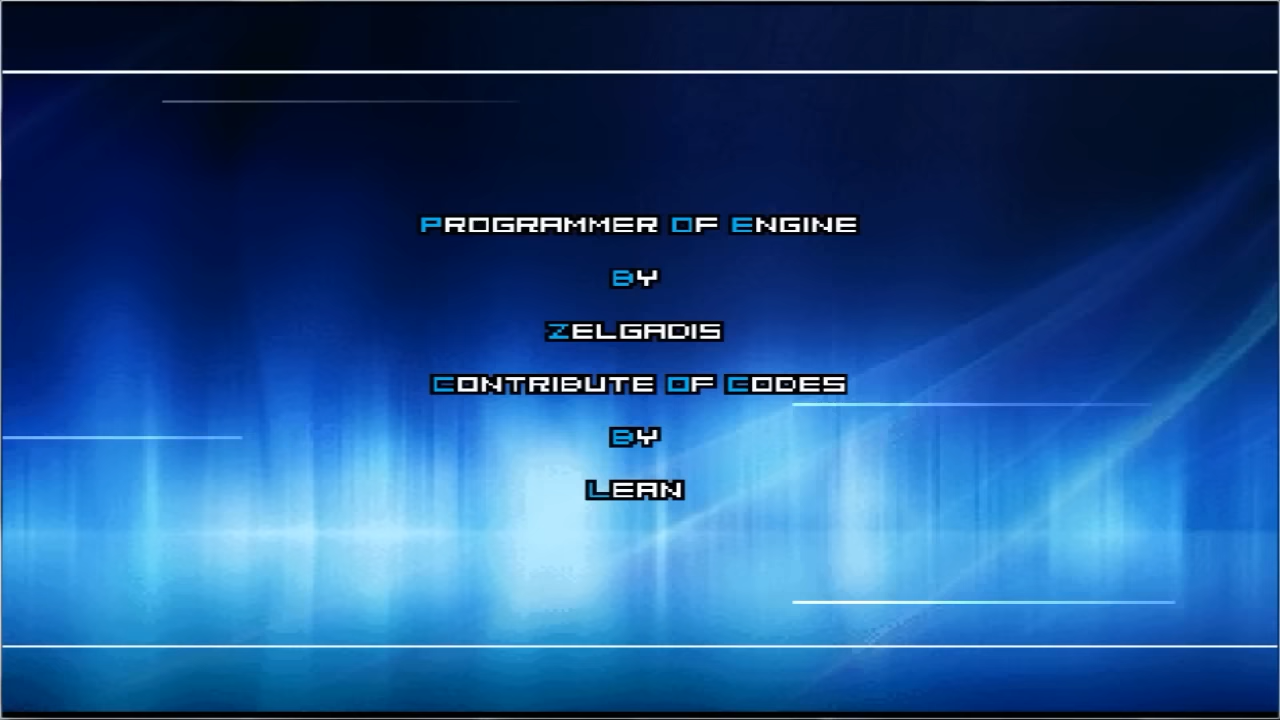 Programmer Of Engine
By
Zelgadis
Contribute Of Codes
By
Lean